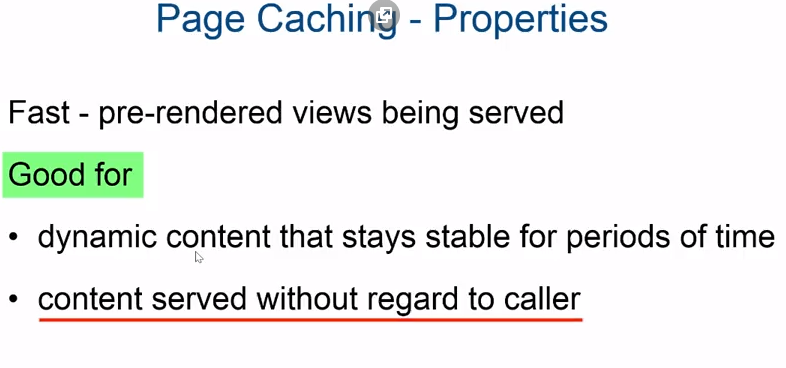 Page Caching - Properties
Fast - pre-rendered views being served
Good for
• dynamic content that stays stable for periods of time
• content served without regard to caller